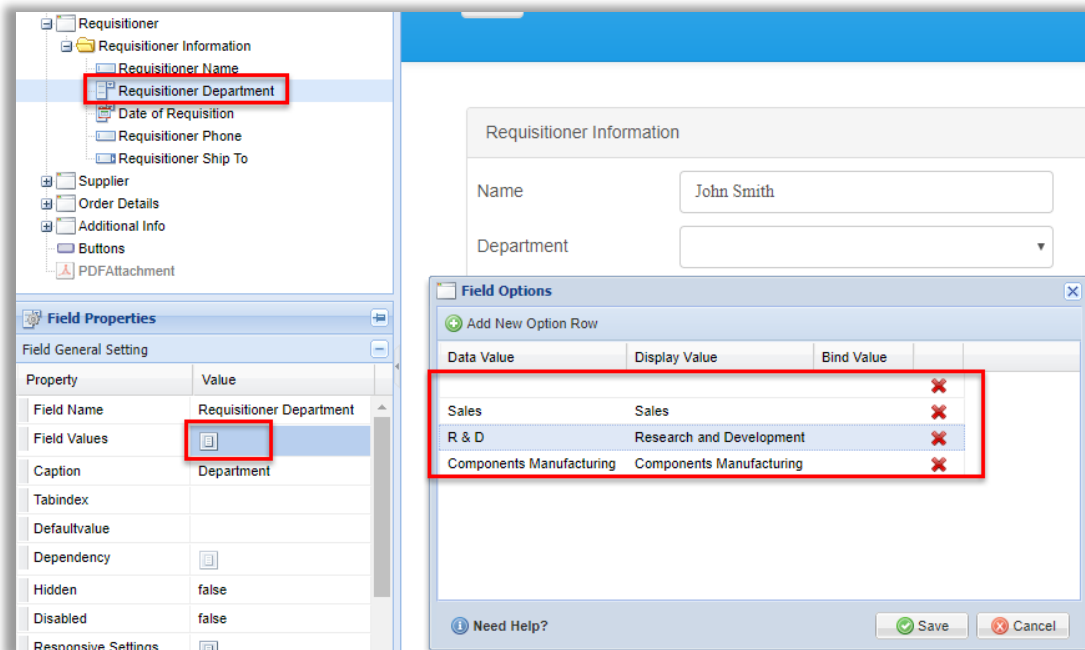 Requisitioner
Requisitioner Information
Requisitioner Name
Requisitioner Department
Date of Requisition
Requisitioner Phone
Requisitioner Ship To
Supplier
Order Details
Additional Info
Buttons
PDFAttachment
Field Properties
Field General Setting
Property Value
Field Name Requisitioner Department
Field Values
Caption Department
Tabindex
Defaultvalue
Dependency
Hidden false
Disabled false
Responsive Settings
Requisitioner Information
Name John Smith
Department
Field Options
Add New Option Row
Data Value Display Value Bind Value
Sales Sales
R & D Research and Development
Components Manufacturing Components Manufacturing
Need Help? Save Cancel